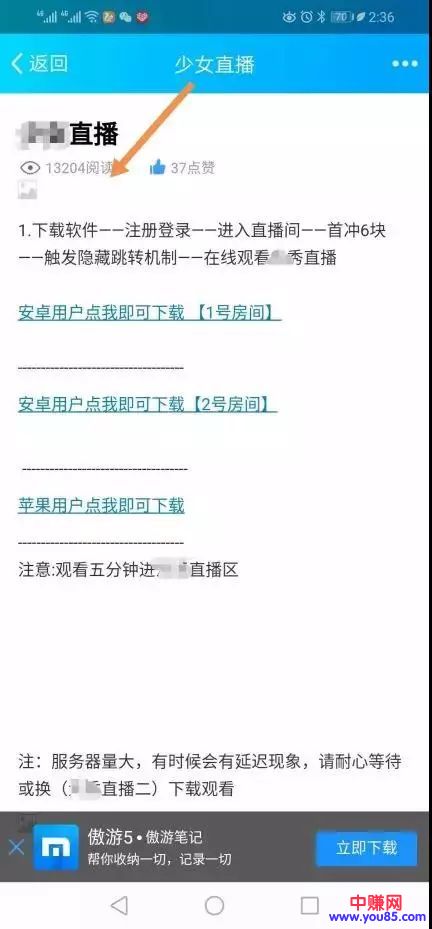 4G 4G 70 2:36
返回 少女直播 •••
直播
13204阅读 37点赞
1.下载软件——注册登录——进入直播间——首冲6块
——触发隐藏跳转机制——在线观看 秀直播
安卓用户点我即可下载 【1号房间】
-----------------------------------
安卓用户点我即可下载【2号房间】
-----------------------------------
苹果用户点我即可下载
-----------------------------------
注意:观看五分钟进 直播区
注：服务器量大，有时候会有延迟现象，请耐心等待
或换（ 秀直播二）下载观看
傲游5•傲游笔记
帮你收纳一切，记录一切
立即下载
中赚网
www.you85.com